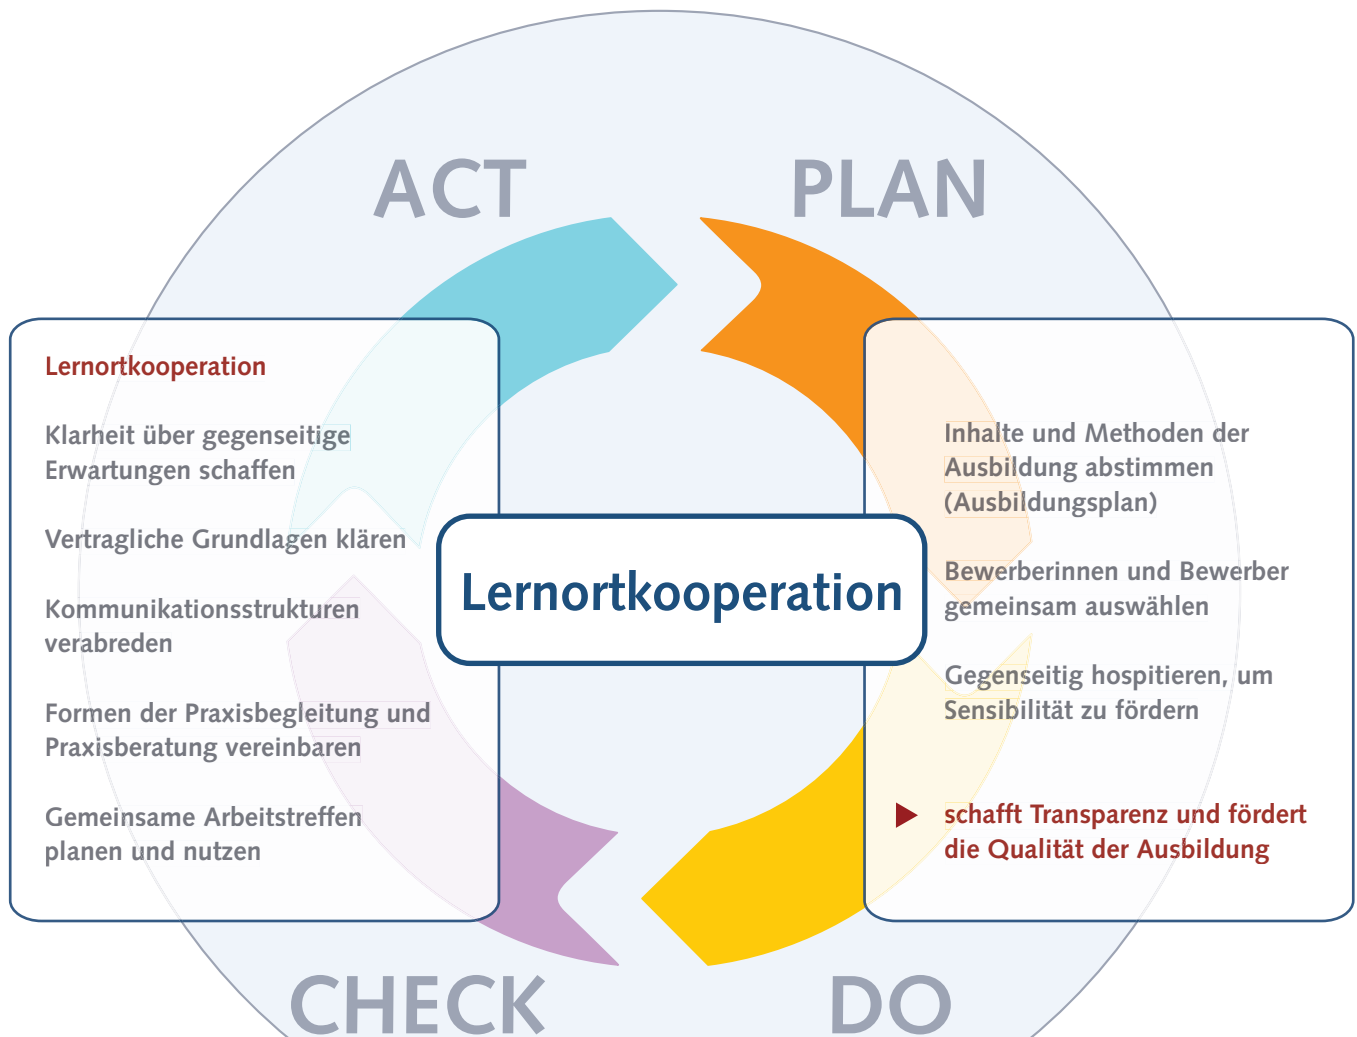 ACT
PLAN
Lernortkooperation
Klarheit über gegenseitige
Erwartungen schaffen
Vertragliche Grundlagen klären
Kommunikationsstrukturen
verabreden
Formen der Praxisbegleitung und
Praxisberatung vereinbaren
Gemeinsame Arbeitstreffen
planen und nutzen
Lernortkooperation
Inhalte und Methoden der
Ausbildung abstimmen
(Ausbildungsplan)
Bewerberinnen und Bewerber
gemeinsam auswählen
Gegenseitig hospitieren, um
Sensibilität zu fördern
schafft Transparenz und fördert
die Qualität der Ausbildung
CHECK
DO